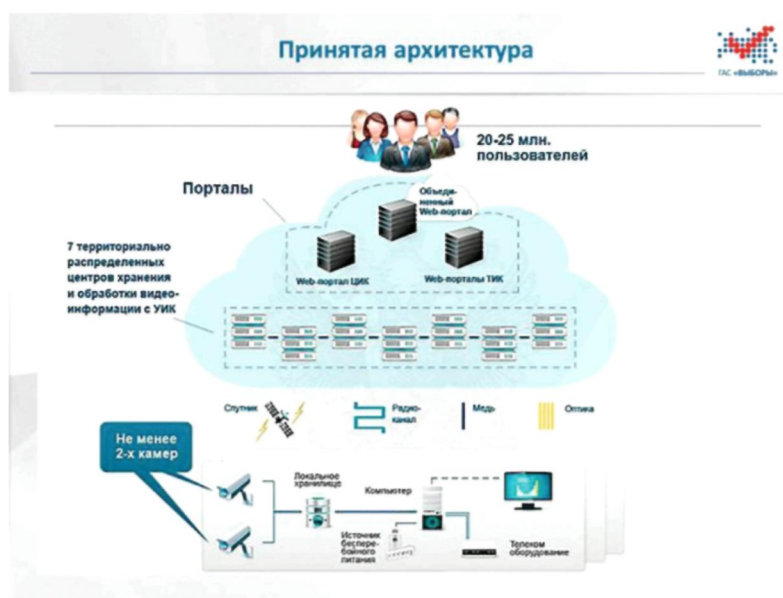 Принятая архитектура
ГАС «ВЫБОРЫ»
20-25 млн.
пользователей
Порталы
Объеди-
ненный
Web-портал
Web-портал ЦИК
Web-порталы ТИК
7 территориально
распределенных
центров хранения
и обработки видео-
информации с УИК
Спутник
Радио-
канал
Медь
Оптика
Не менее
2-х камер
Локальное
хранилище
Компьютер
Источник
беспере-
бойного
питания
Телеком
оборудование